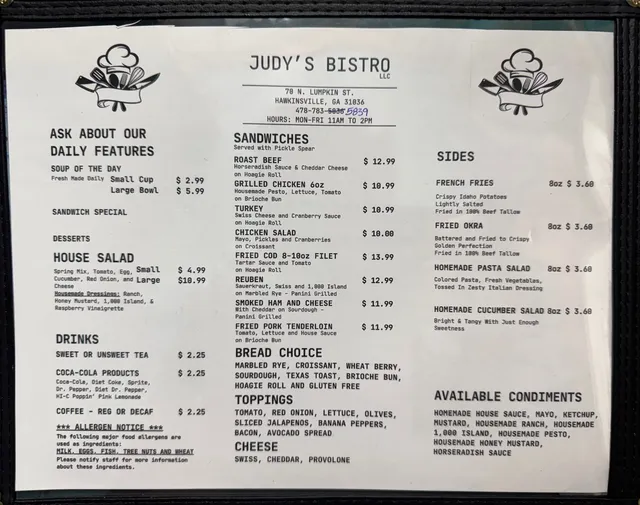 JUDY'S BISTRO
LLC
70 N. LUMPKIN ST.
HAWKINSVILLE, GA 31036
478-783-5035 5839
HOURS: MON-FRI 11AM TO 2PM
ASK ABOUT OUR
DAILY FEATURES
SOUP OF THE DAY
Fresh Made Daily Small Cup $ 2.99
Large Bowl $ 5.99
SANDWICH SPECIAL
DESSERTS
HOUSE SALAD
Spring Mix, Tomato, Egg, Small $ 4.99
Cucumber, Red Onion, and Large $10.99
Cheese
Housemade Dressings: Ranch,
Honey Mustard, 1,000 Island, &
Raspberry Vinaigrette
DRINKS
SWEET OR UNSWEET TEA $ 2.25
COCA-COLA PRODUCTS $ 2.25
Coca-Cola, Diet Coke, Sprite,
Dr. Pepper, Diet Dr. Pepper,
HI-C Poppin' Pink Lemonade
COFFEE - REG OR DECAF $ 2.25
*** ALLERGEN NOTICE ***
The following major food allergens are
used as ingredients:
MILK, EGGS, FISH, TREE NUTS AND WHEAT
Please notify staff for more information
about these ingredients.
SANDWICHES
Served with Pickle Spear
ROAST BEEF $ 12.99
Horseradish Sauce & Cheddar Cheese
on Hoagie Roll
GRILLED CHICKEN 6oz $ 10.99
Housemade Pesto, Lettuce, Tomato
on Brioche Bun
TURKEY $ 10.99
Swiss Cheese and Cranberry Sauce
on Hoagie Roll
CHICKEN SALAD $ 10.00
Mayo, Pickles and Cranberries
on Croissant
FRIED COD 8-10oz FILET $ 13.99
Tarter Sauce and Tomato
on Hoagie Roll
REUBEN $ 12.99
Sauerkraut, Swiss and 1,000 Island
on Marbled Rye - Panini Grilled
SMOKED HAM AND CHEESE $ 11.99
With Cheddar on Sourdough -
Panini Grilled
FRIED PORK TENDERLOIN $ 11.99
Tomato, Lettuce and House Sauce
on Brioche Bun
BREAD CHOICE
MARBLED RYE, CROISSANT, WHEAT BERRY,
SOURDOUGH, TEXAS TOAST, BRIOCHE BUN,
HOAGIE ROLL AND GLUTEN FREE
TOPPINGS
TOMATO, RED ONION, LETTUCE, OLIVES,
SLICED JALAPENOS, BANANA PEPPERS,
BACON, AVOCADO SPREAD
CHEESE
SWISS, CHEDDAR, PROVOLONE
SIDES
FRENCH FRIES 8oz $ 3.60
Crispy Idaho Potatoes
Lightly Salted
Fried in 100% Beef Tallow
FRIED OKRA 8oz $ 3.60
Battered and Fried to Crispy
Golden Perfection
Fried in 100% Beef Tallow
HOMEMADE PASTA SALAD 8oz $ 3.60
Colored Pasta, Fresh Vegetables,
Tossed In Zesty Italian Dressing
HOMEMADE CUCUMBER SALAD 8oz $ 3.60
Bright & Tangy With Just Enough
Sweetness
AVAILABLE CONDIMENTS
HOMEMADE HOUSE SAUCE, MAYO, KETCHUP,
MUSTARD, HOUSEMADE RANCH, HOUSEMADE
1,000 ISLAND, HOUSEMADE PESTO,
HOUSEMADE HONEY MUSTARD,
HORSERADISH SAUCE